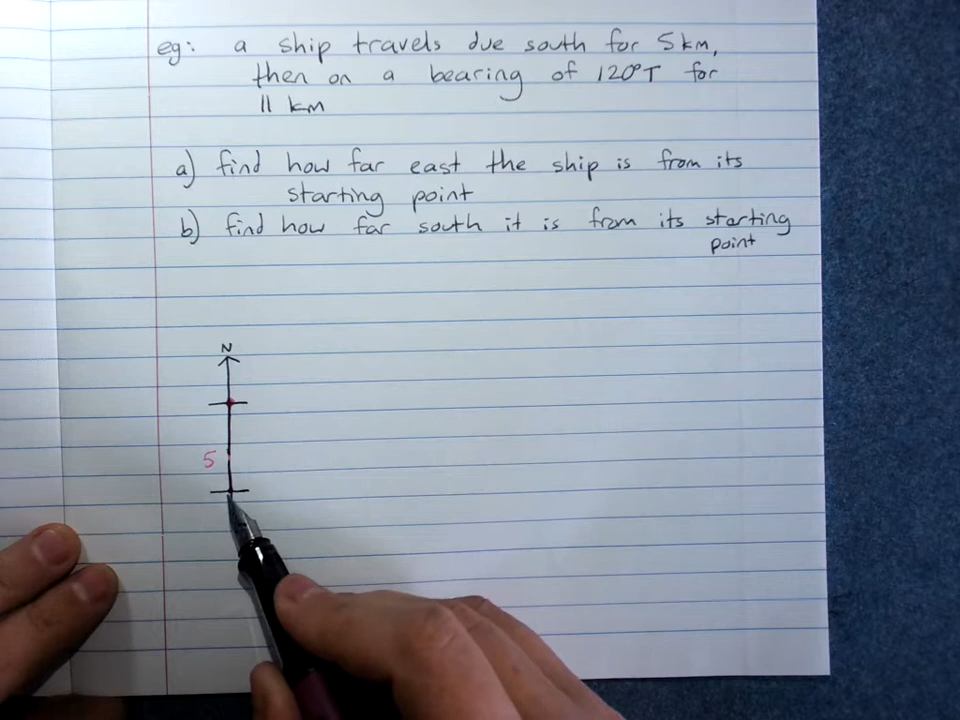 eg: a ship travels due south for 5km,
then on a bearing of 120°T for
11 km
a) find how far east the ship is from its
starting point
b) find how far south it is from its starting
point
N
5